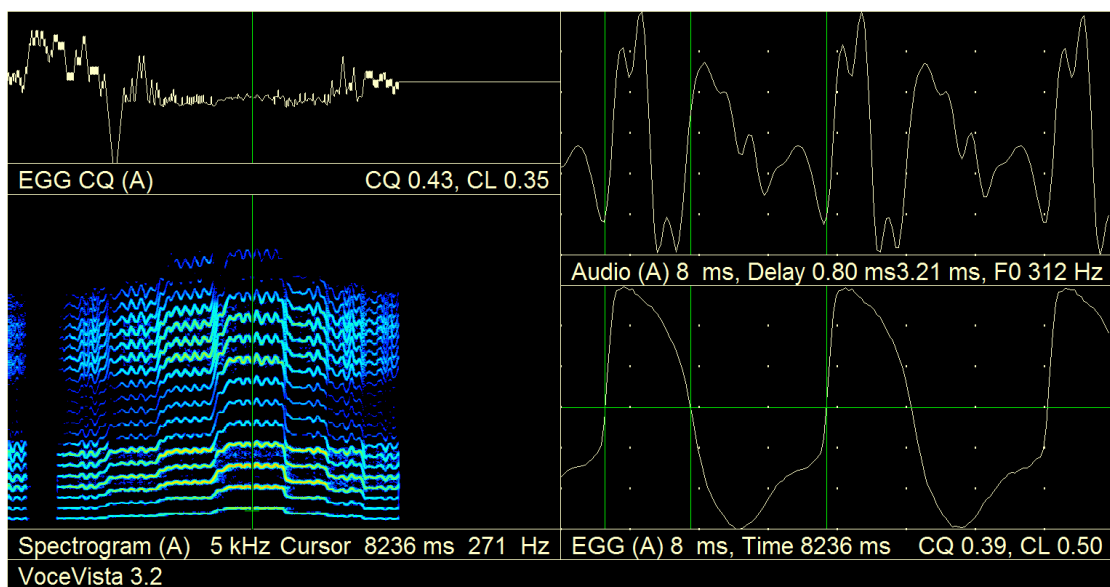 EGG CQ (A) CQ 0.43, CL 0.35
Audio (A) 8 ms, Delay 0.80 ms3.21 ms, F0 312 Hz
Spectrogram (A) 5 kHz Cursor 8236 ms 271 Hz
EGG (A) 8 ms, Time 8236 ms CQ 0.39, CL 0.50
VoceVista 3.2